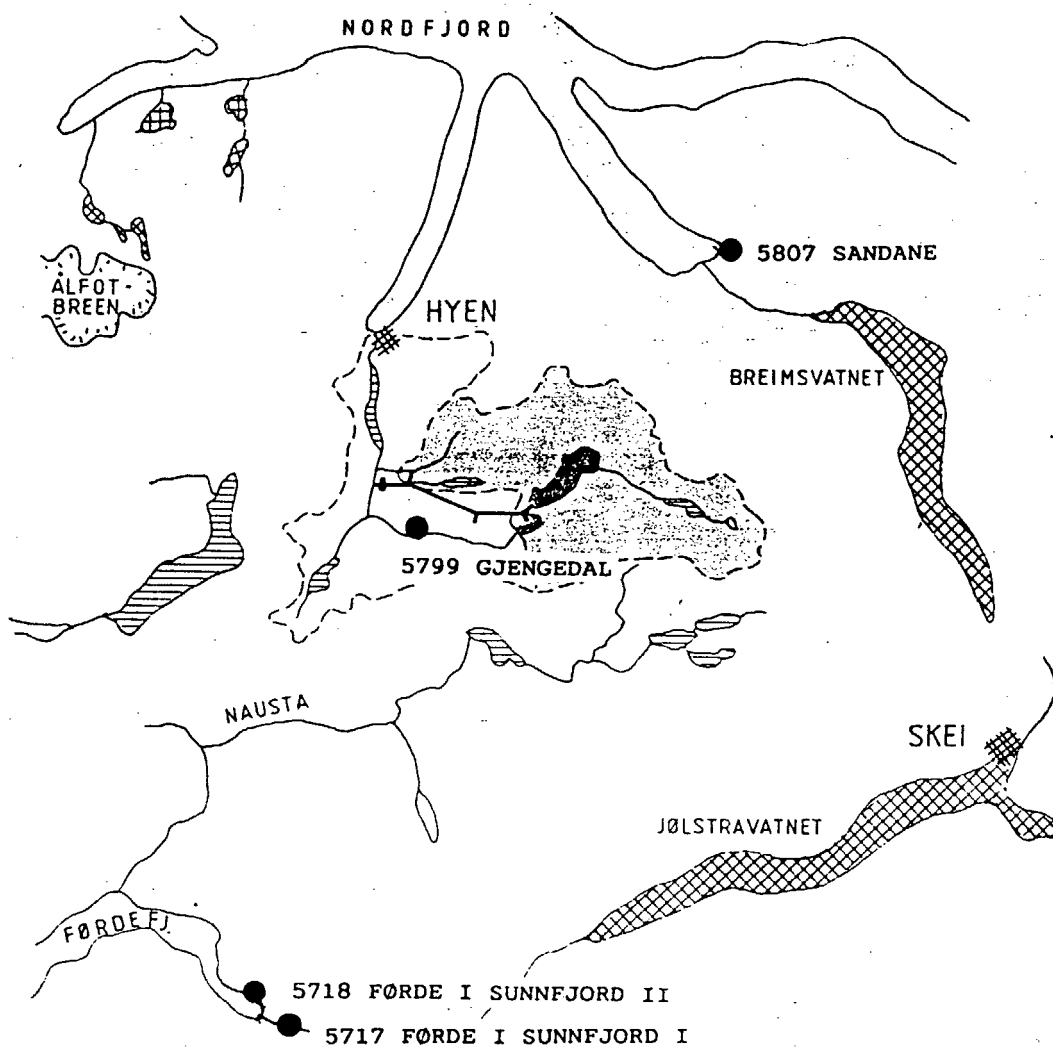 NORDFJORD
5807 SANDANE
ÅLFOT-
BREEN
HYEN
BREIMSVATNET
5799 GJENGEDAL
NAUSTA
SKEI
JØLSTRAVATNET
FØRDEFJ.
5718 FØRDE I SUNNFJORD II
5717 FØRDE I SUNNFJORD I